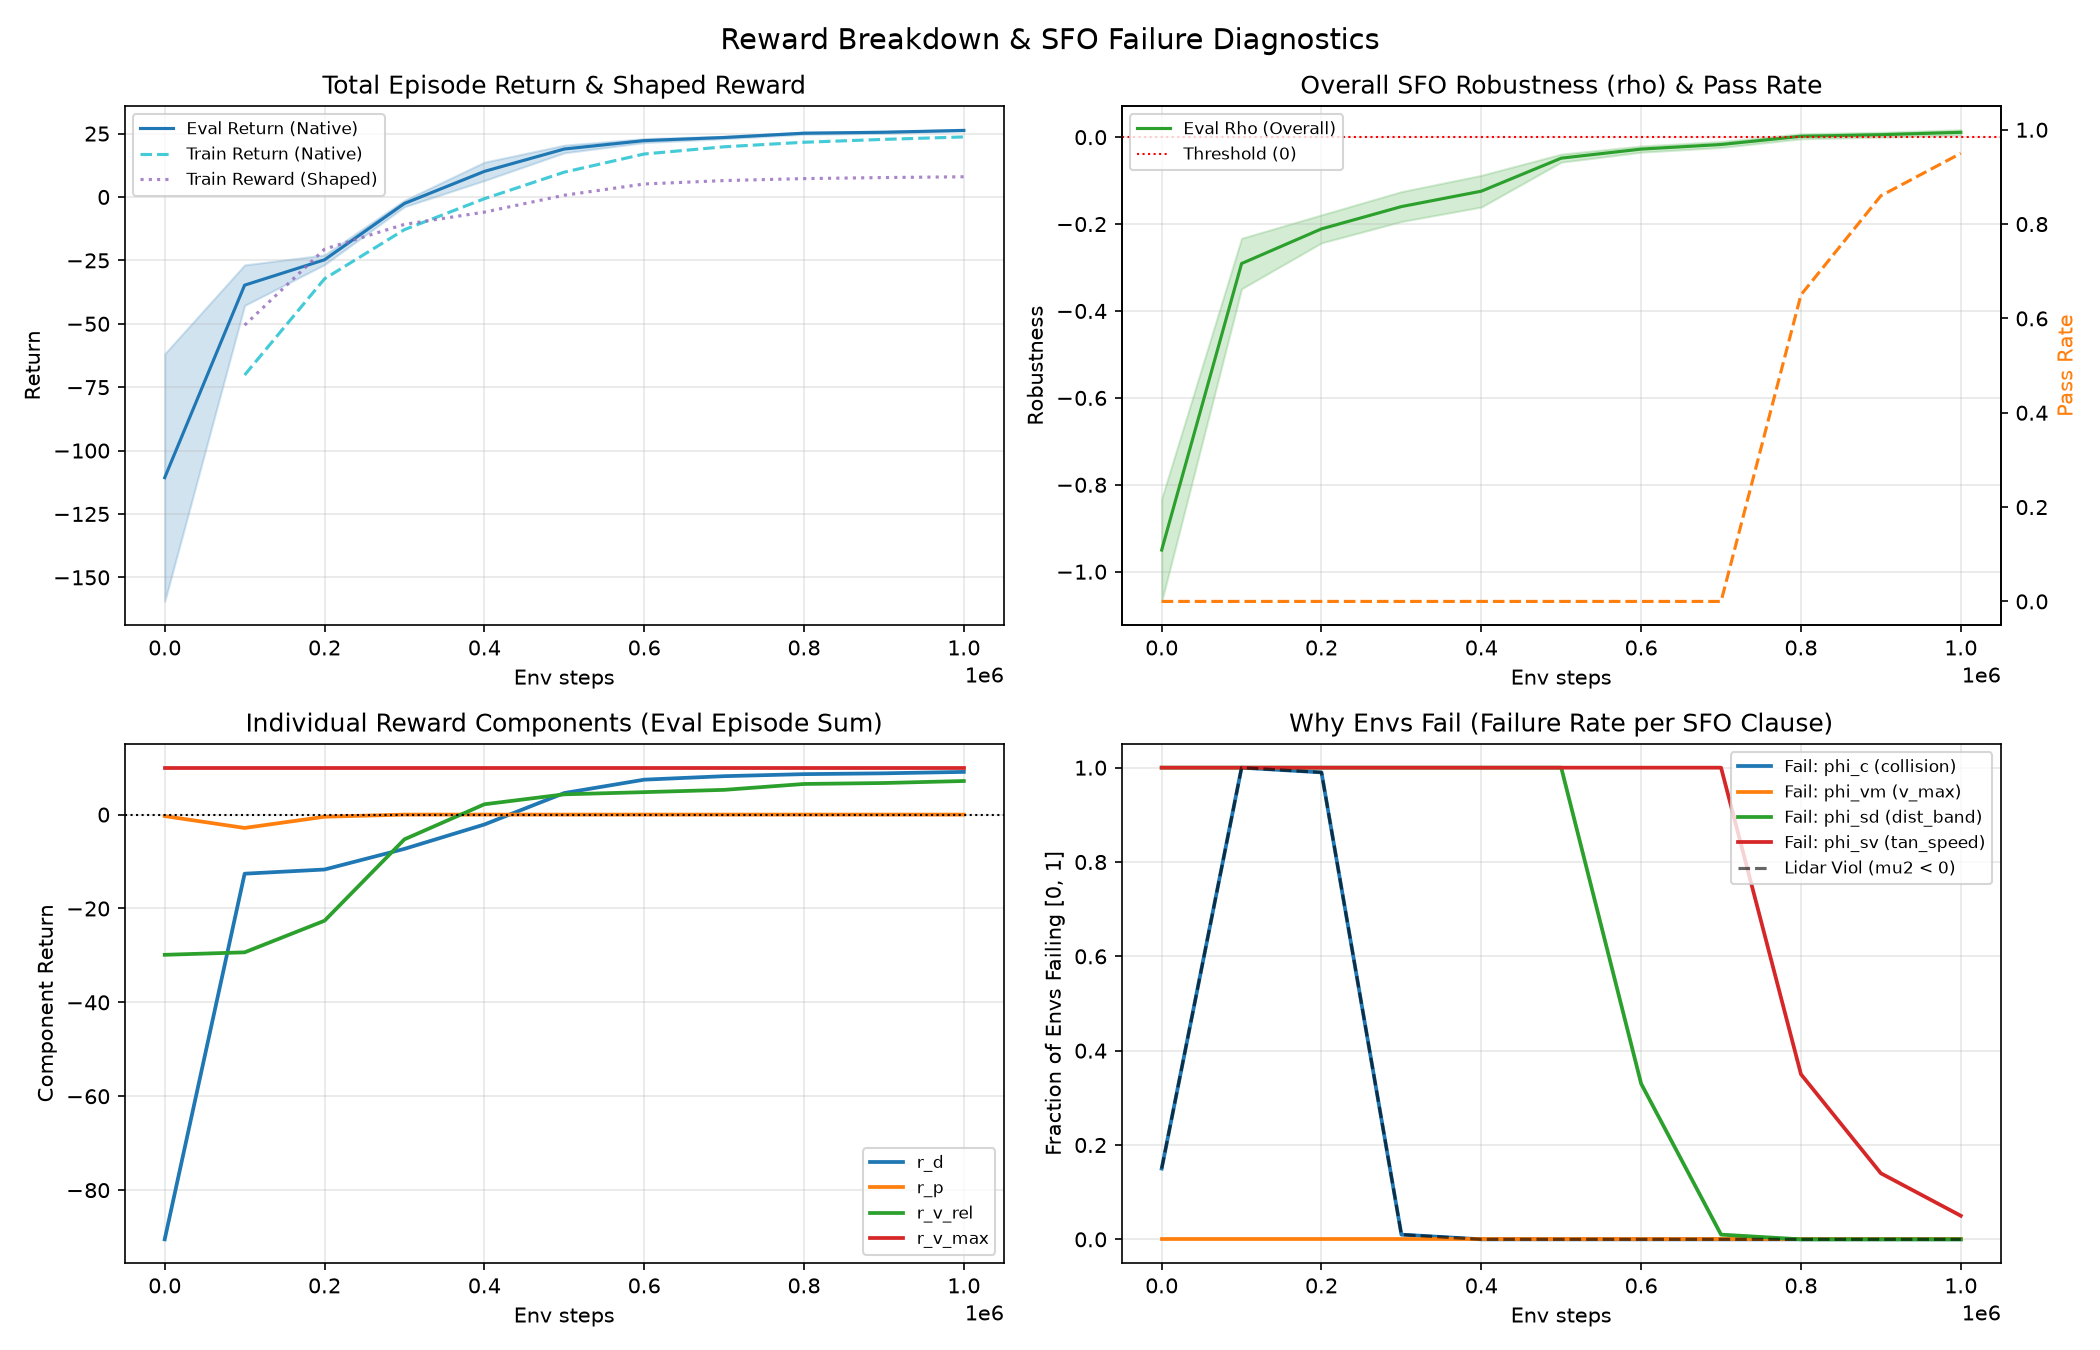 Reward Breakdown & SFO Failure Diagnostics
Total Episode Return & Shaped Reward
Eval Return (Native)
Train Return (Native)
Train Reward (Shaped)
Return
25
0
−25
−50
−75
−100
−125
−150
0.0 0.2 0.4 0.6 0.8 1.0
1e6
Env steps
Overall SFO Robustness (rho) & Pass Rate
Eval Rho (Overall)
Threshold (0)
Robustness
0.0
−0.2
−0.4
−0.6
−0.8
−1.0
1.0
0.8
0.6
0.4
0.2
0.0
Pass Rate
0.0 0.2 0.4 0.6 0.8 1.0
1e6
Env steps
Individual Reward Components (Eval Episode Sum)
Component Return
0
−20
−40
−60
−80
r_d
r_p
r_v_rel
r_v_max
0.0 0.2 0.4 0.6 0.8 1.0
1e6
Env steps
Why Envs Fail (Failure Rate per SFO Clause)
Fail: phi_c (collision)
Fail: phi_vm (v_max)
Fail: phi_sd (dist_band)
Fail: phi_sv (tan_speed)
Lidar Viol (mu2 < 0)
Fraction of Envs Failing [0, 1]
1.0
0.8
0.6
0.4
0.2
0.0
0.0 0.2 0.4 0.6 0.8 1.0
1e6
Env steps